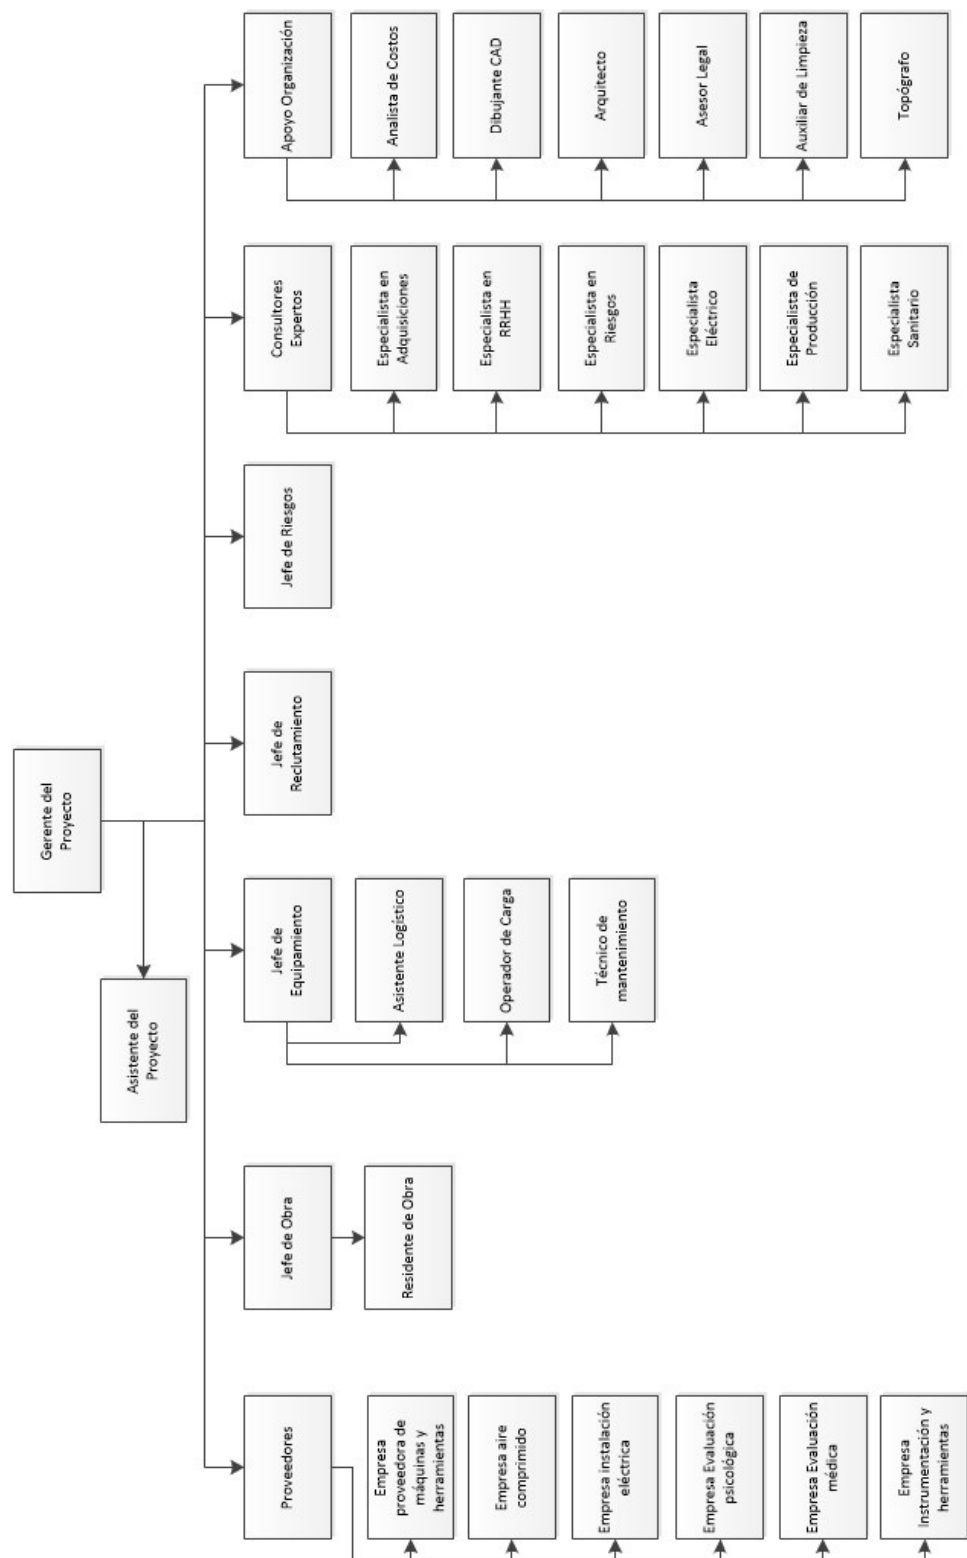 Gerente del
Proyecto
Asistente del
Proyecto
Proveedores
Empresa
proveedora de
máquinas y
herramientas
Empresa aire
comprimido
Empresa instalación
eléctrica
Empresa Evaluación
psicológica
Empresa Evaluación
médica
Empresa
Instrumentación y
herramientas
Jefe de Obra
Residente de Obra
Jefe de
Equipamiento
Asistente Logístico
Operador de Carga
Técnico de
mantenimiento
Jefe de
Reclutamiento
Jefe de Riesgos
Consultores
Expertos
Especialista en
Adquisiciones
Especialista en
RRHH
Especialista en
Riesgos
Especialista
Eléctrico
Especialista de
Producción
Especialista
Sanitario
Apoyo Organización
Analista de Costos
Dibujante CAD
Arquitecto
Asesor Legal
Auxiliar de Limpieza
Topógrafo